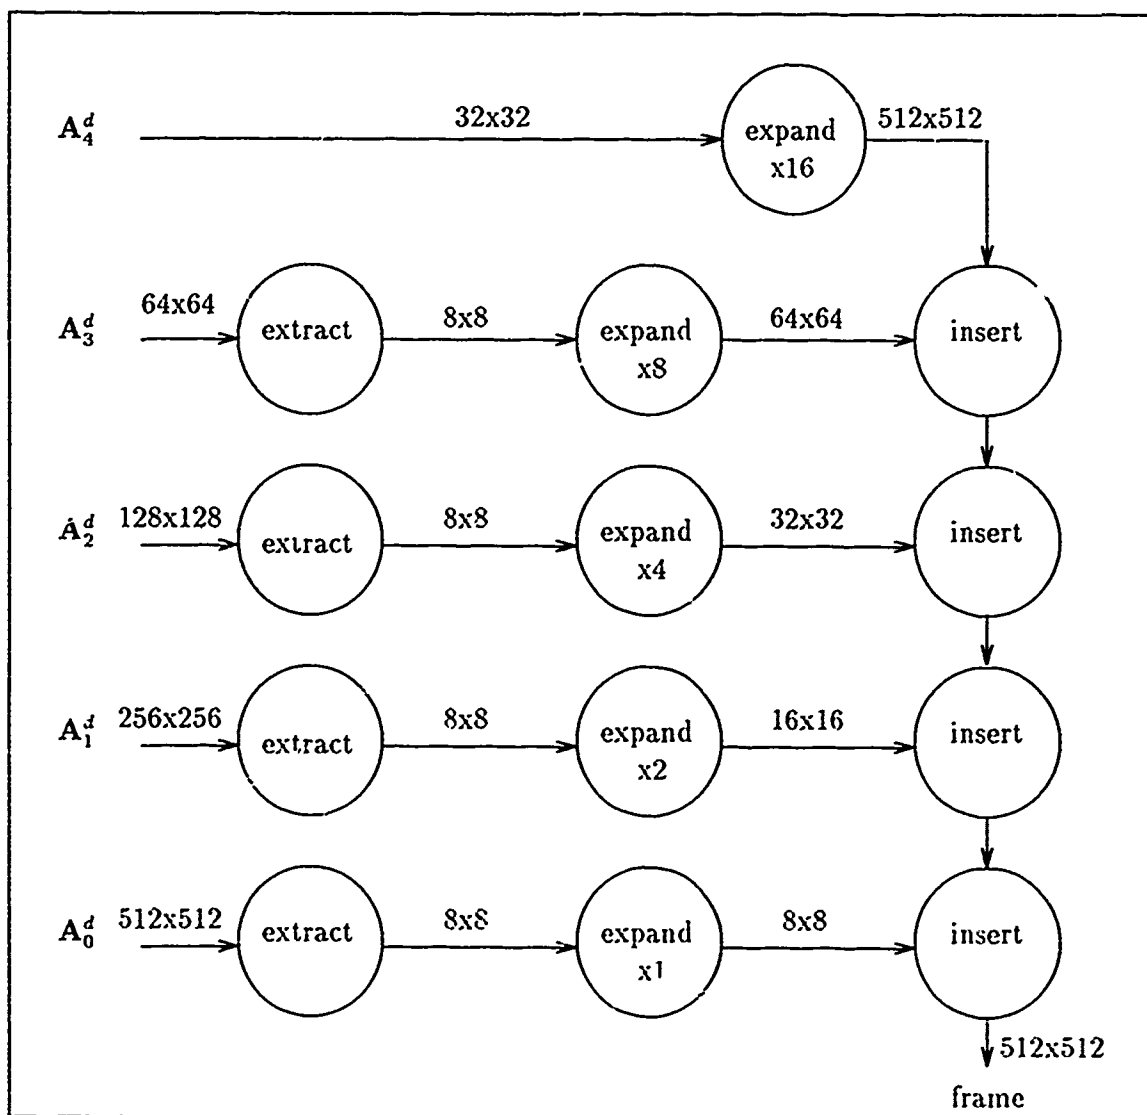 A_4^d
32x32
expand
x16
512x512
A_3^d
64x64
extract
8x8
expand
x8
64x64
insert
A_2^d
128x128
extract
8x8
expand
x4
32x32
insert
A_1^d
256x256
extract
8x8
expand
x2
16x16
insert
A_0^d
512x512
extract
8x8
expand
x1
8x8
insert
512x512
frame